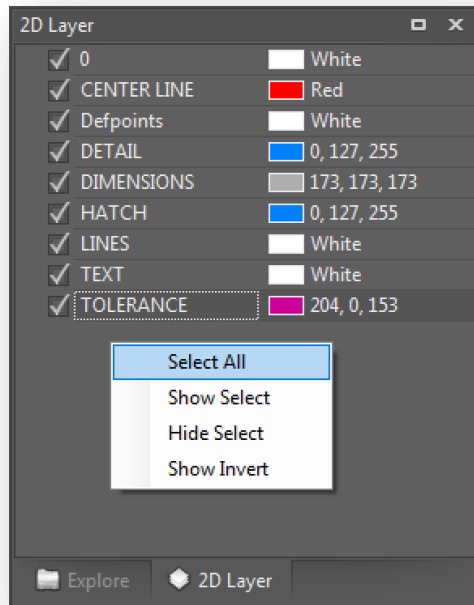 2D Layer
0 White
CENTER LINE Red
Defpoints White
DETAIL 0, 127, 255
DIMENSIONS 173, 173, 173
HATCH 0, 127, 255
LINES White
TEXT White
TOLERANCE 204, 0, 153
Select All
Show Select
Hide Select
Show Invert
Explore 2D Layer